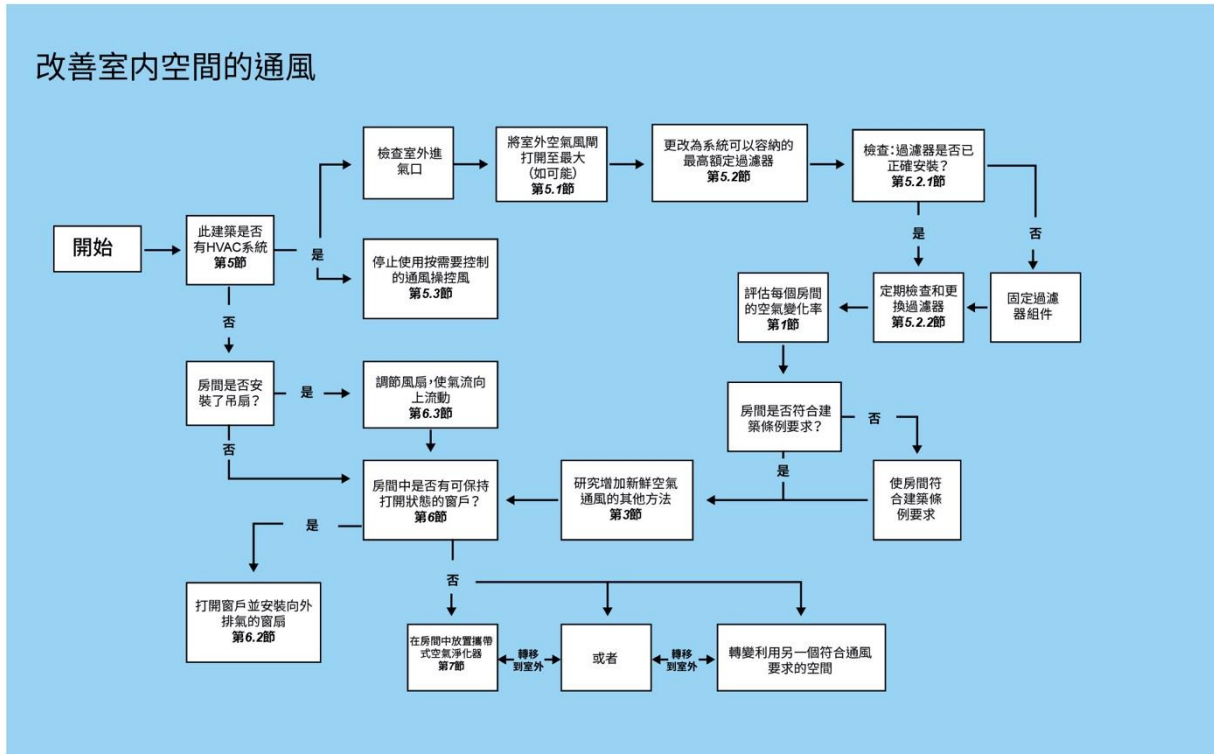 改善室内空間的通風
開始
此建築是否
有HVAC系統
第5節
是
檢查室外進
氣口
將室外空氣風閘
打開至最大
(如可能)
第5.1節
更改為系統可以容納的
最高額定過濾器
第5.2節
檢查:過濾器是否已
正確安裝?
第5.2.1節
停止使用按需要控制
的通風操控風
第5.3節
是
否
評估每個房間
的空氣變化率
第1節
定期檢查和更
換過濾器
第5.2.2節
固定過濾
器組件
否
房間是否安
裝了吊扇?
是
調節風扇,使氣流向
上流動
第6.3節
房間是否符合建
築條例要求?
否
否
是
房間中是否有可保持
打開狀態的窗戶?
第6節
研究增加新鮮空氣
通風的其他方法
第3節
使房間符
合建築條
例要求
是
否
打開窗戶並安裝向外
排氣的窗扇
第6.2節
在房間中放置攜帶
式空氣淨化器
第7節
轉移
到室外
或者
轉移
到室外
轉變利用另一個符合通風
要求的空間